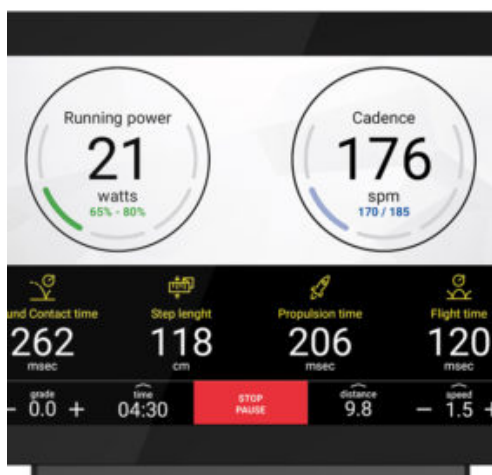 Running power
21
watts
65% - 80%
Cadence
176
spm
170 / 185
und Contact time
262
msec
Step lenght
118
cm
Propulsion time
206
msec
Flight time
120
msec
grade
– 0.0 +
time
04:30
STOP
PAUSE
distance
9.8
speed
– 1.5 +